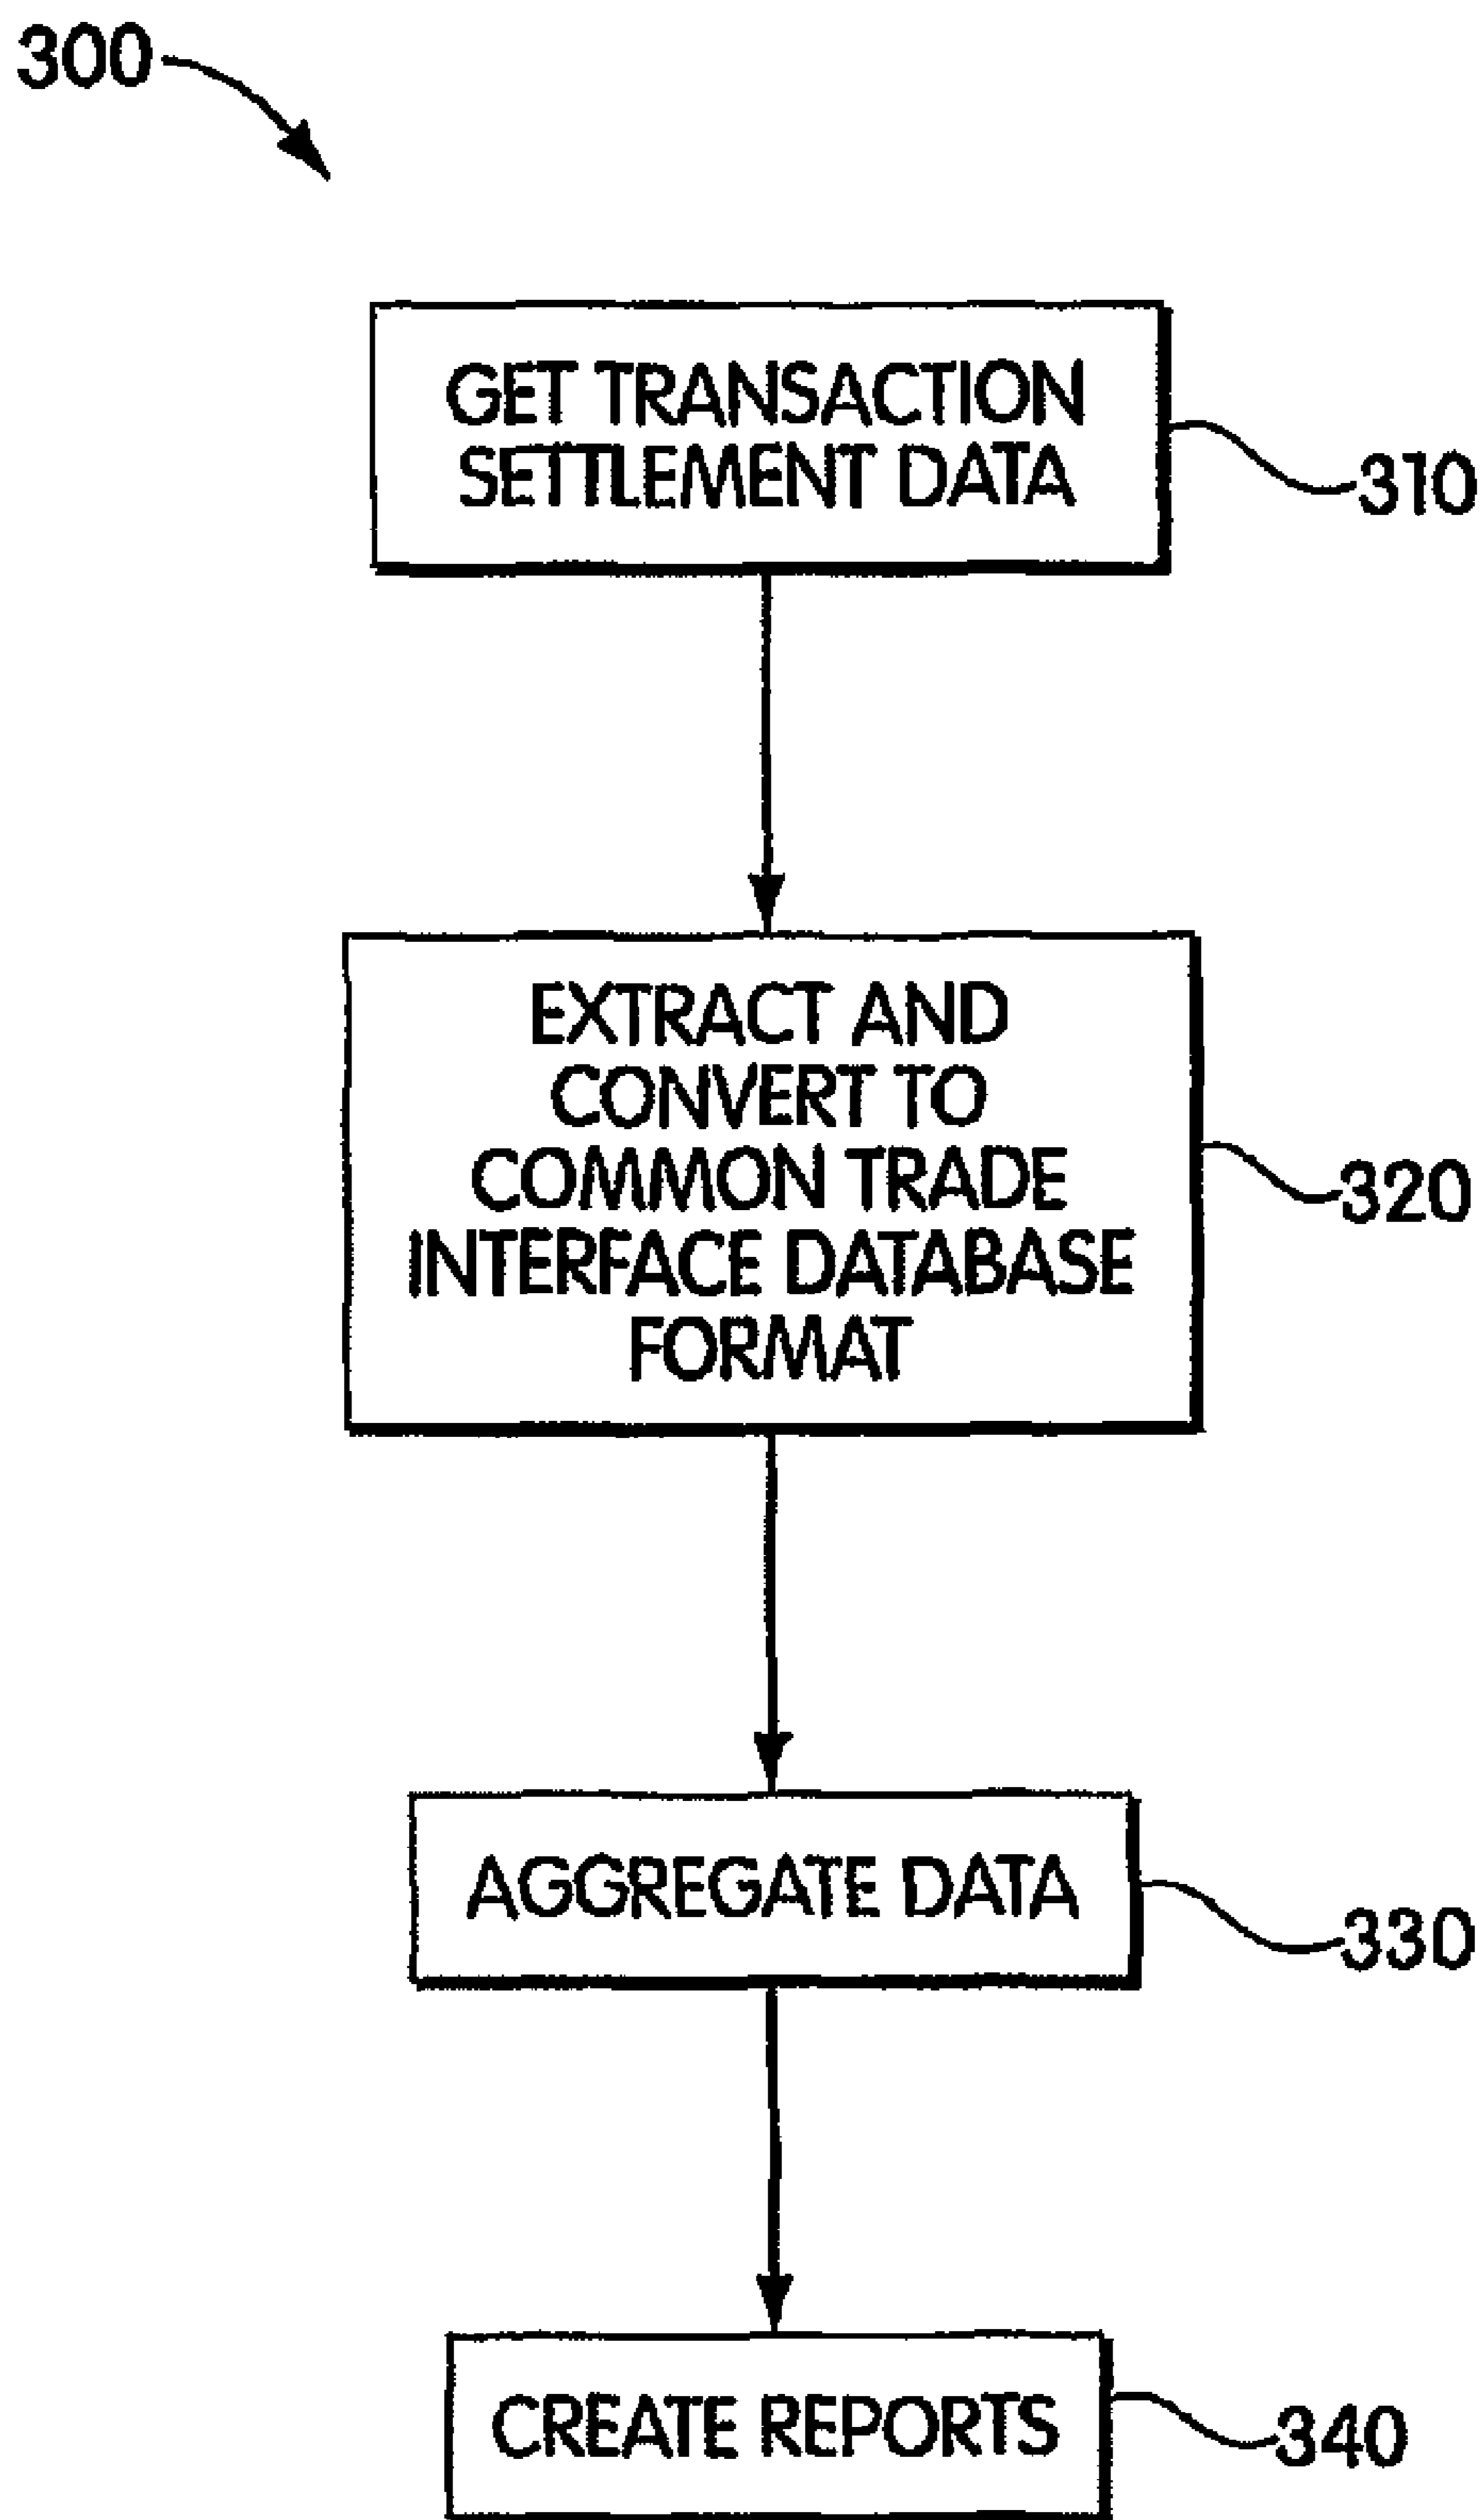 300
GET TRANSACTION
SETTLEMENT DATA
310
EXTRACT AND
CONVERT TO
COMMON TRADE
INTERFACE DATABASE
FORMAT
320
AGGREGATE DATA
330
CREATE REPORTS
340